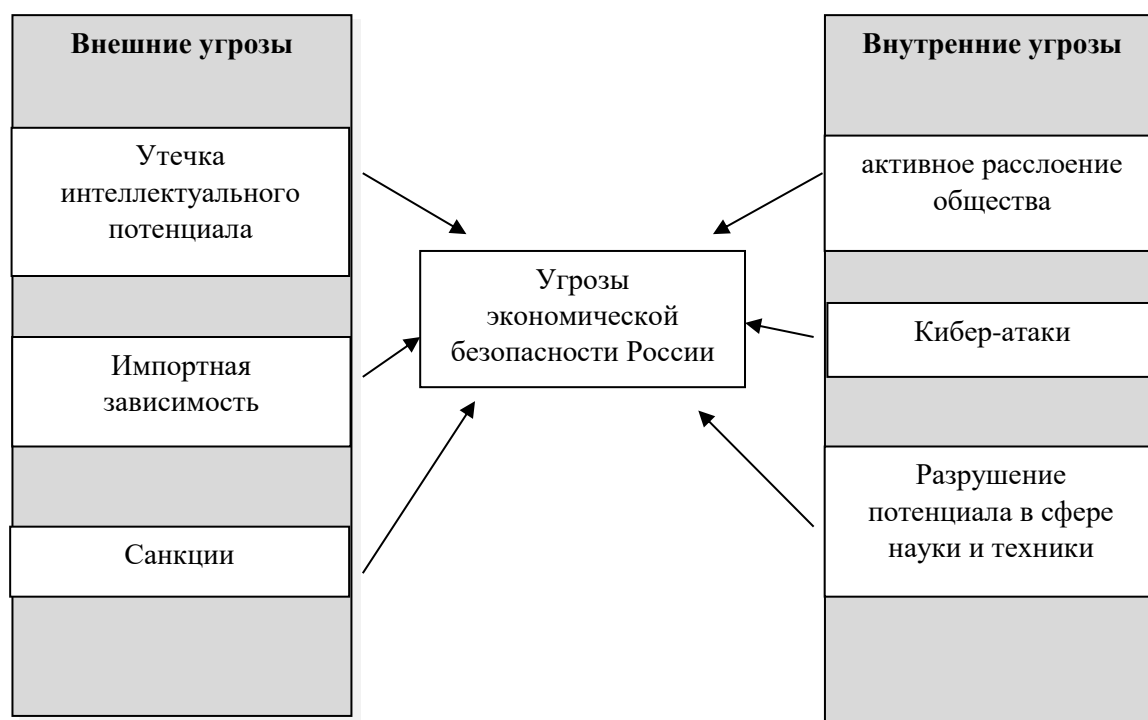 Внешние угрозы
Утечка
интеллектуального
потенциала
Импортная
зависимость
Санкции
Угрозы
экономической
безопасности России
Внутренние угрозы
активное расслоение
общества
Кибер-атаки
Разрушение
потенциала в сфере
науки и техники